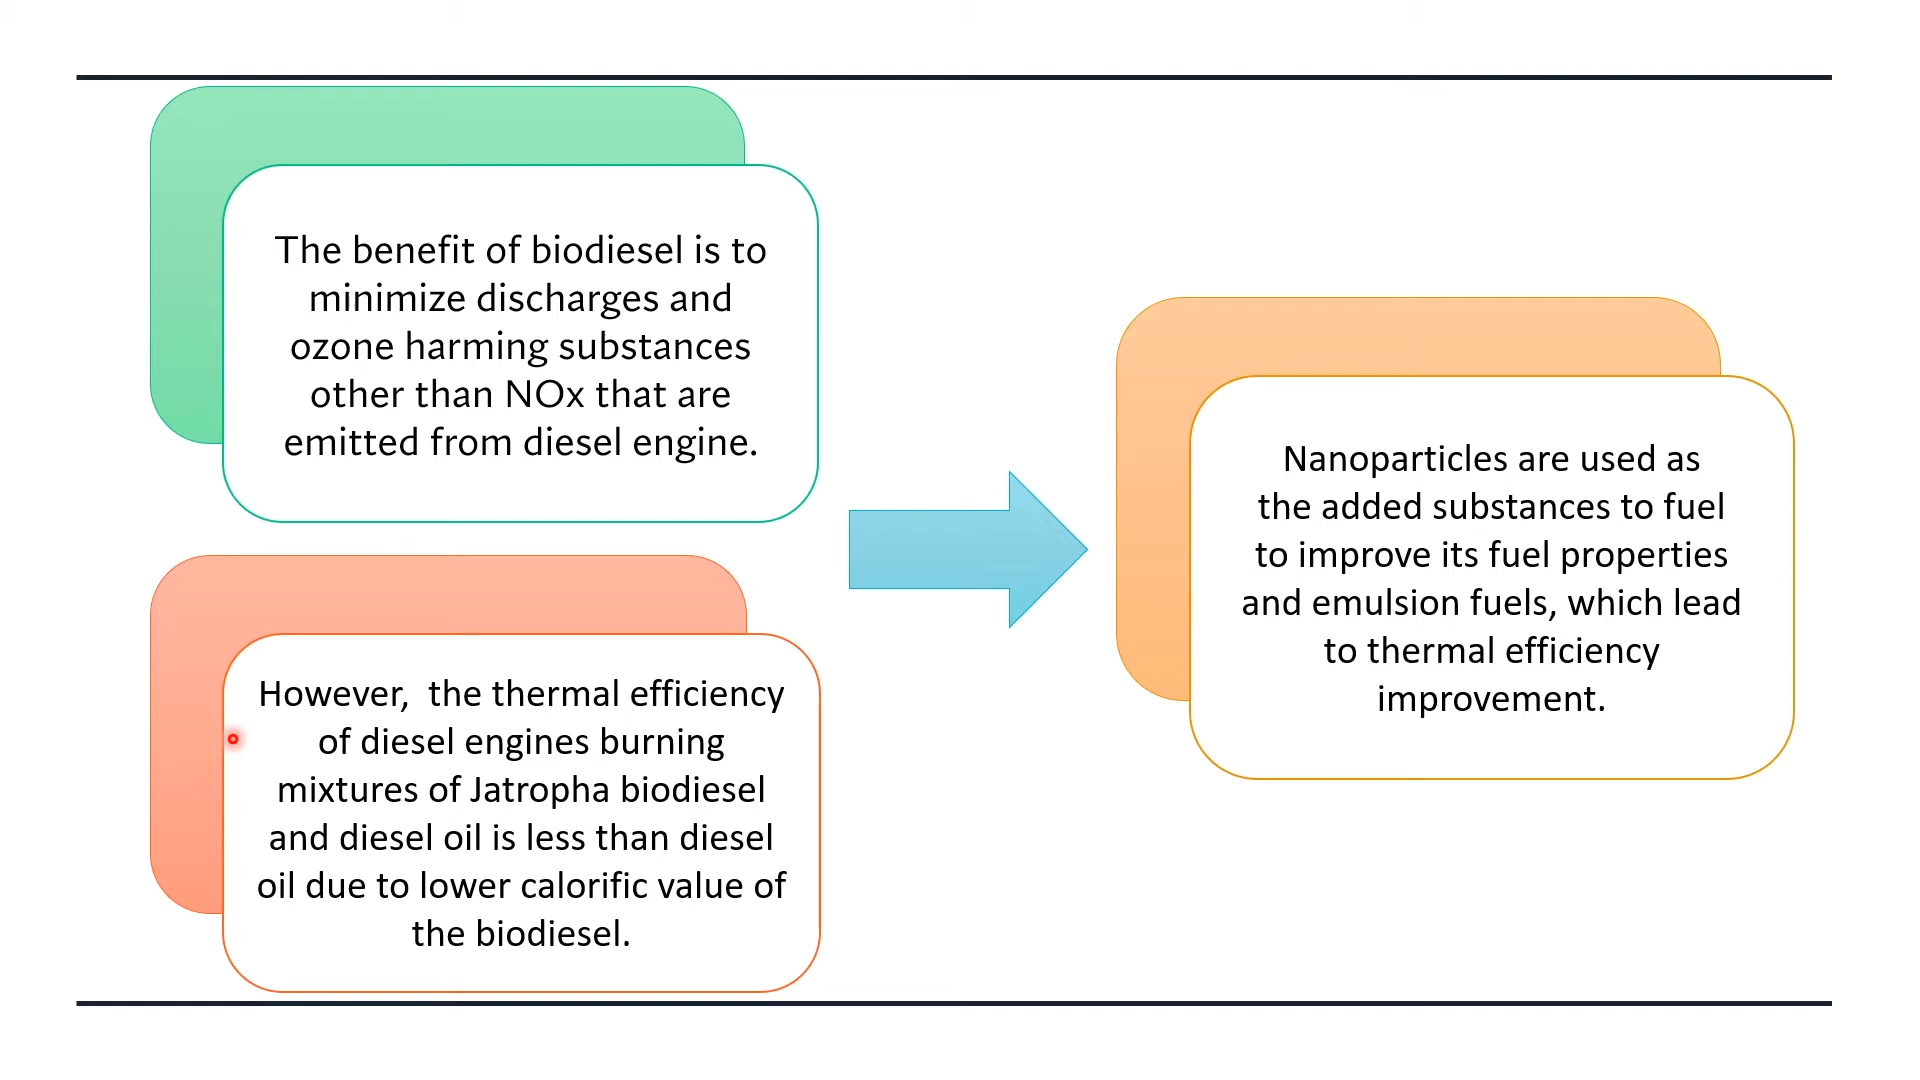 The benefit of biodiesel is to
minimize discharges and
ozone harming substances
other than NOx that are
emitted from diesel engine.
However,  the thermal efficiency
of diesel engines burning
mixtures of Jatropha biodiesel
and diesel oil is less than diesel
oil due to lower calorific value of
the biodiesel.
Nanoparticles are used as
the added substances to fuel
to improve its fuel properties
and emulsion fuels, which lead
to thermal efficiency
improvement.